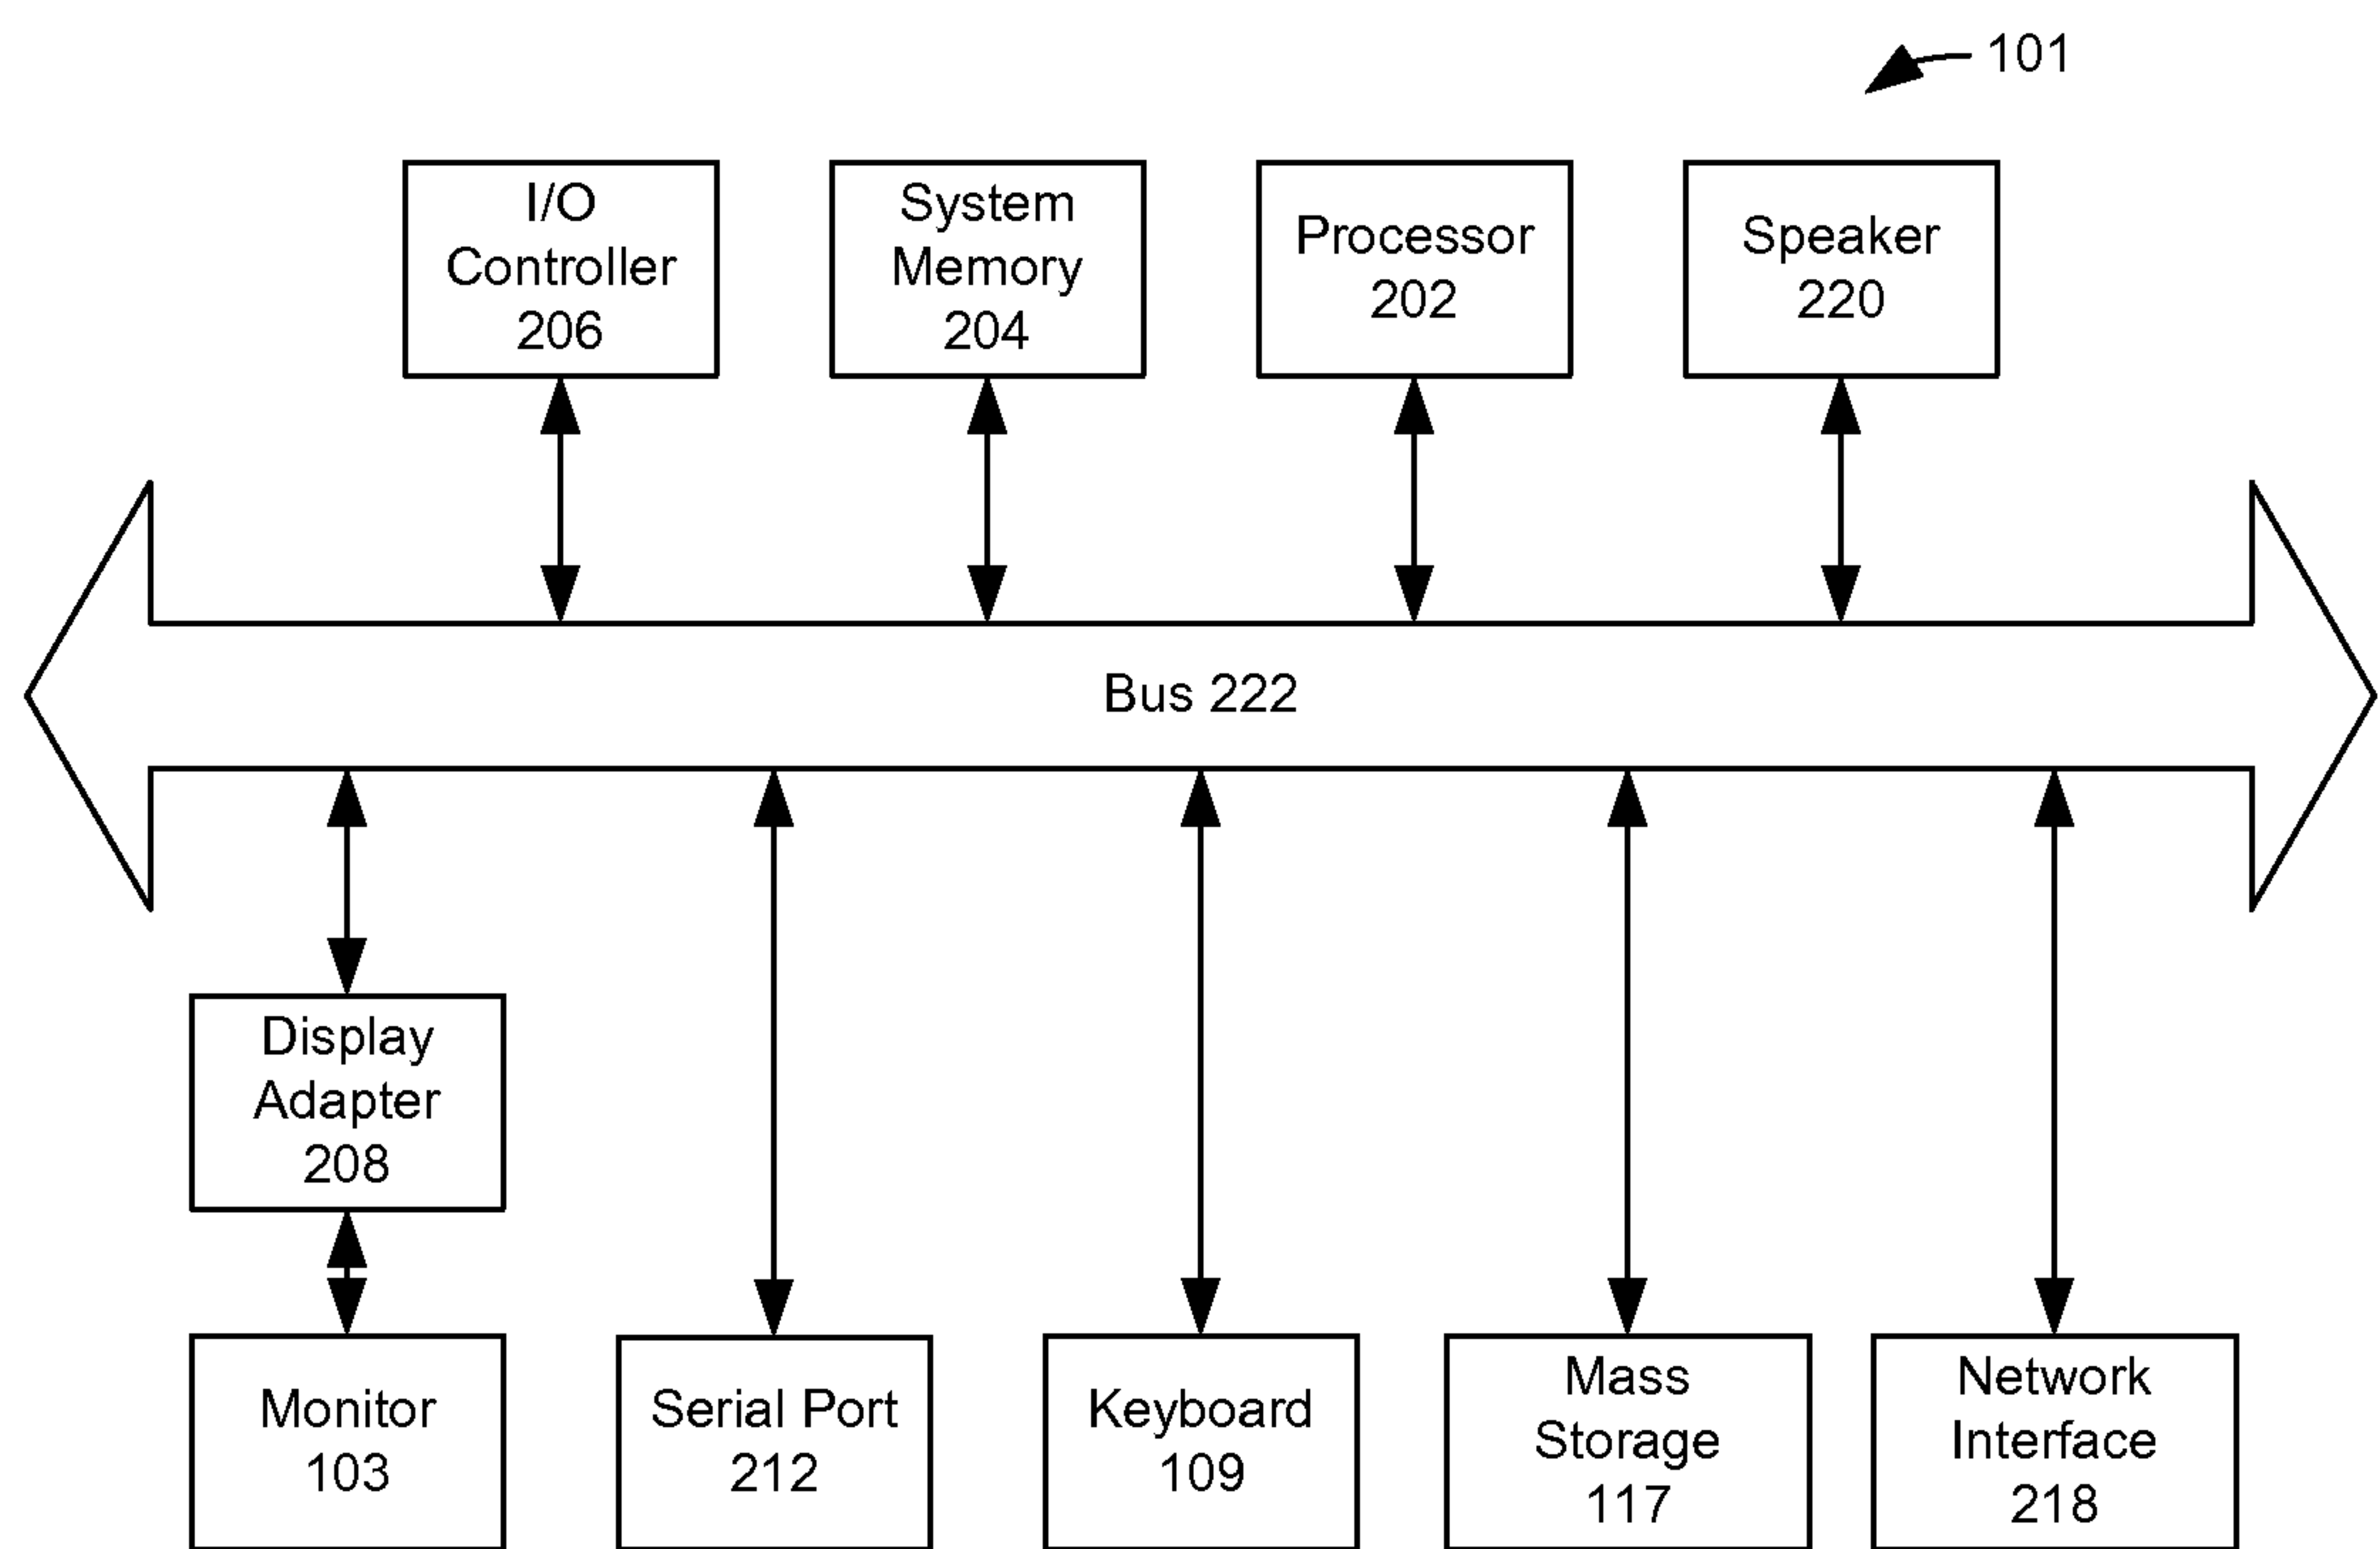 101
I/O
Controller
206
System
Memory
204
Processor
202
Speaker
220
Bus 222
Display
Adapter
208
Monitor
103
Serial Port
212
Keyboard
109
Mass
Storage
117
Network
Interface
218